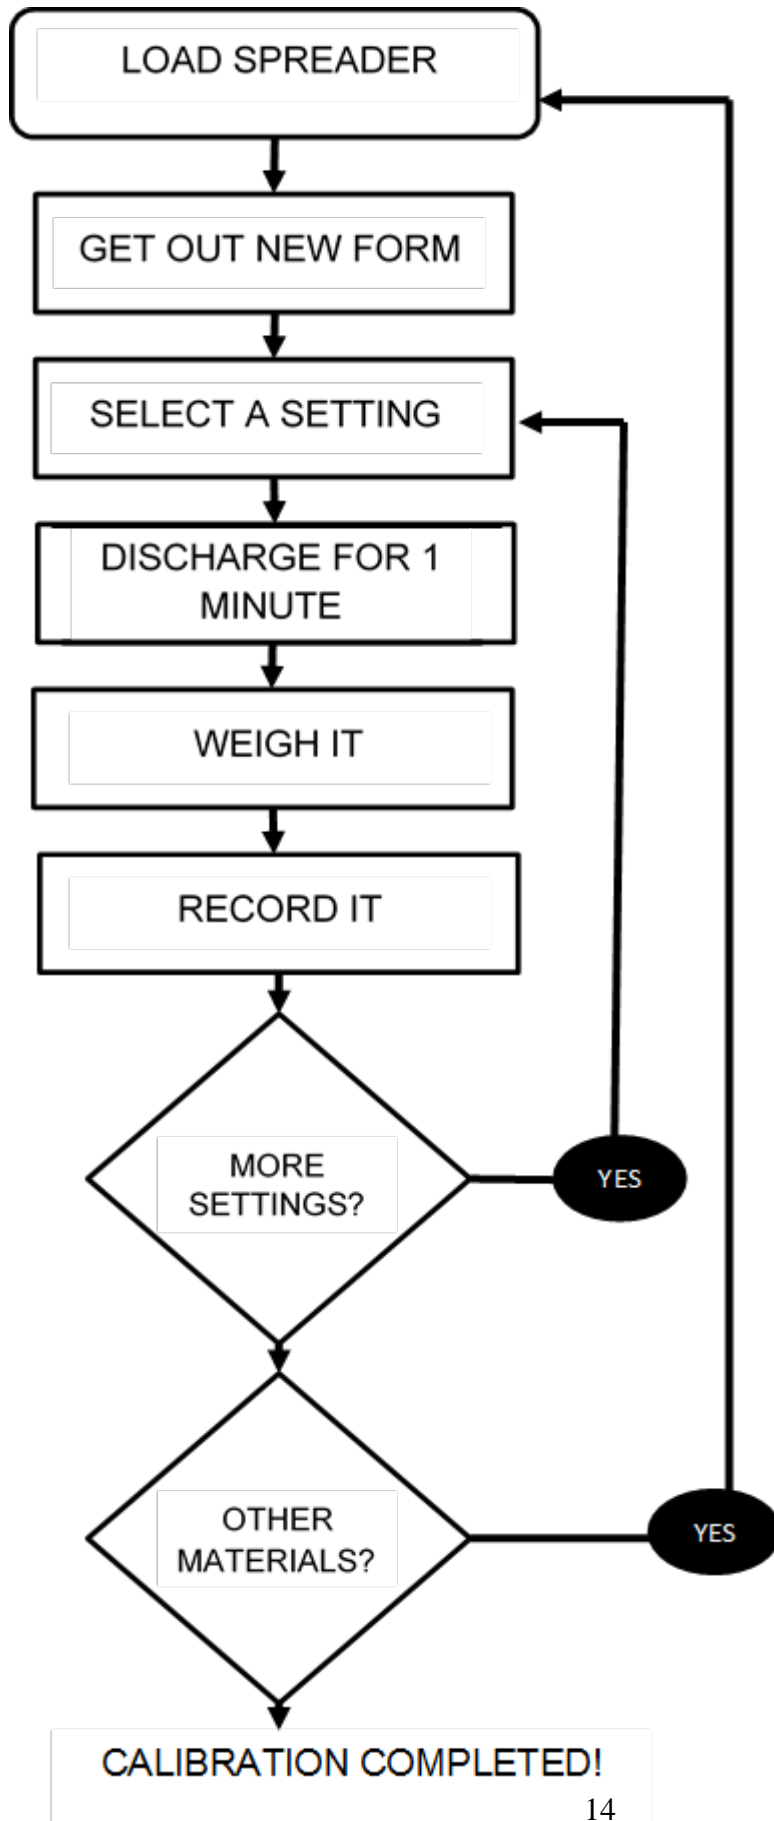 LOAD SPREADER
GET OUT NEW FORM
SELECT A SETTING
DISCHARGE FOR 1
MINUTE
WEIGH IT
RECORD IT
MORE
SETTINGS?
YES
OTHER
MATERIALS?
YES
CALIBRATION COMPLETED!
14